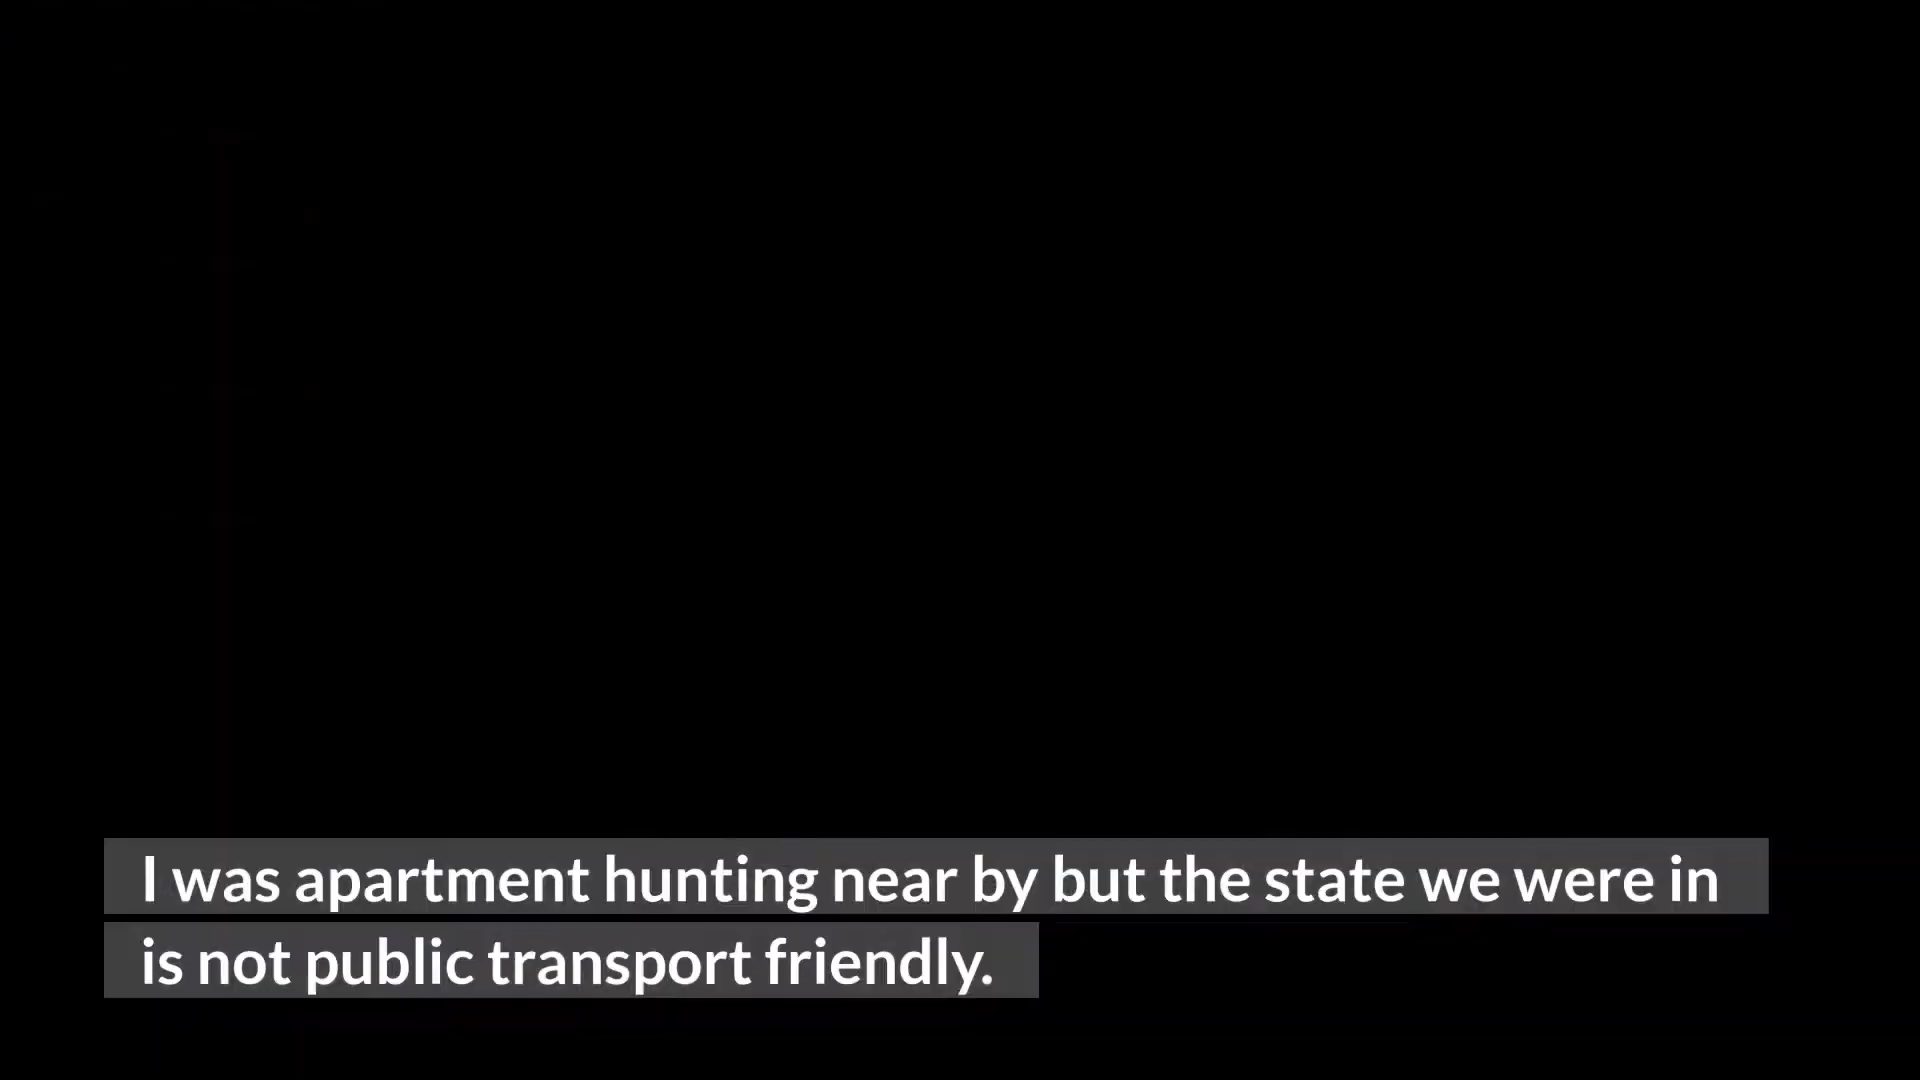 I was apartment hunting near by but the state we were in
is not public transport friendly.